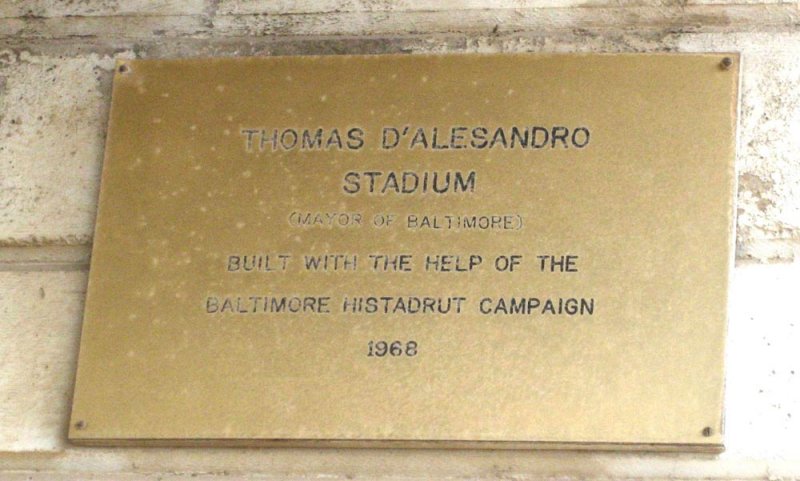 THOMAS D'ALESANDRO
STADIUM
(MAYOR OF BALTIMORE)
BUILT WITH THE HELP OF THE
BALTIMORE HISTADRUT CAMPAIGN
1968